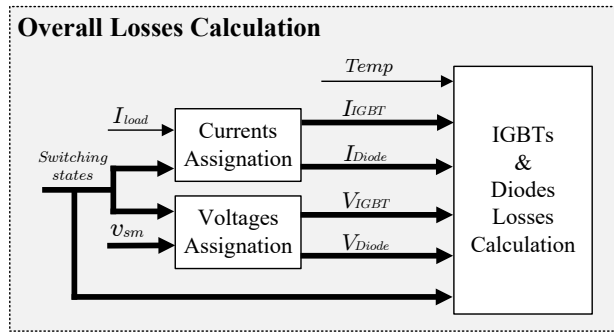 Overall Losses Calculation
Temp
I_load
Currents
Assignation
I_IGBT
I_Diode
Switching
states
v_sm
Voltages
Assignation
V_IGBT
V_Diode
IGBTs
&
Diodes
Losses
Calculation